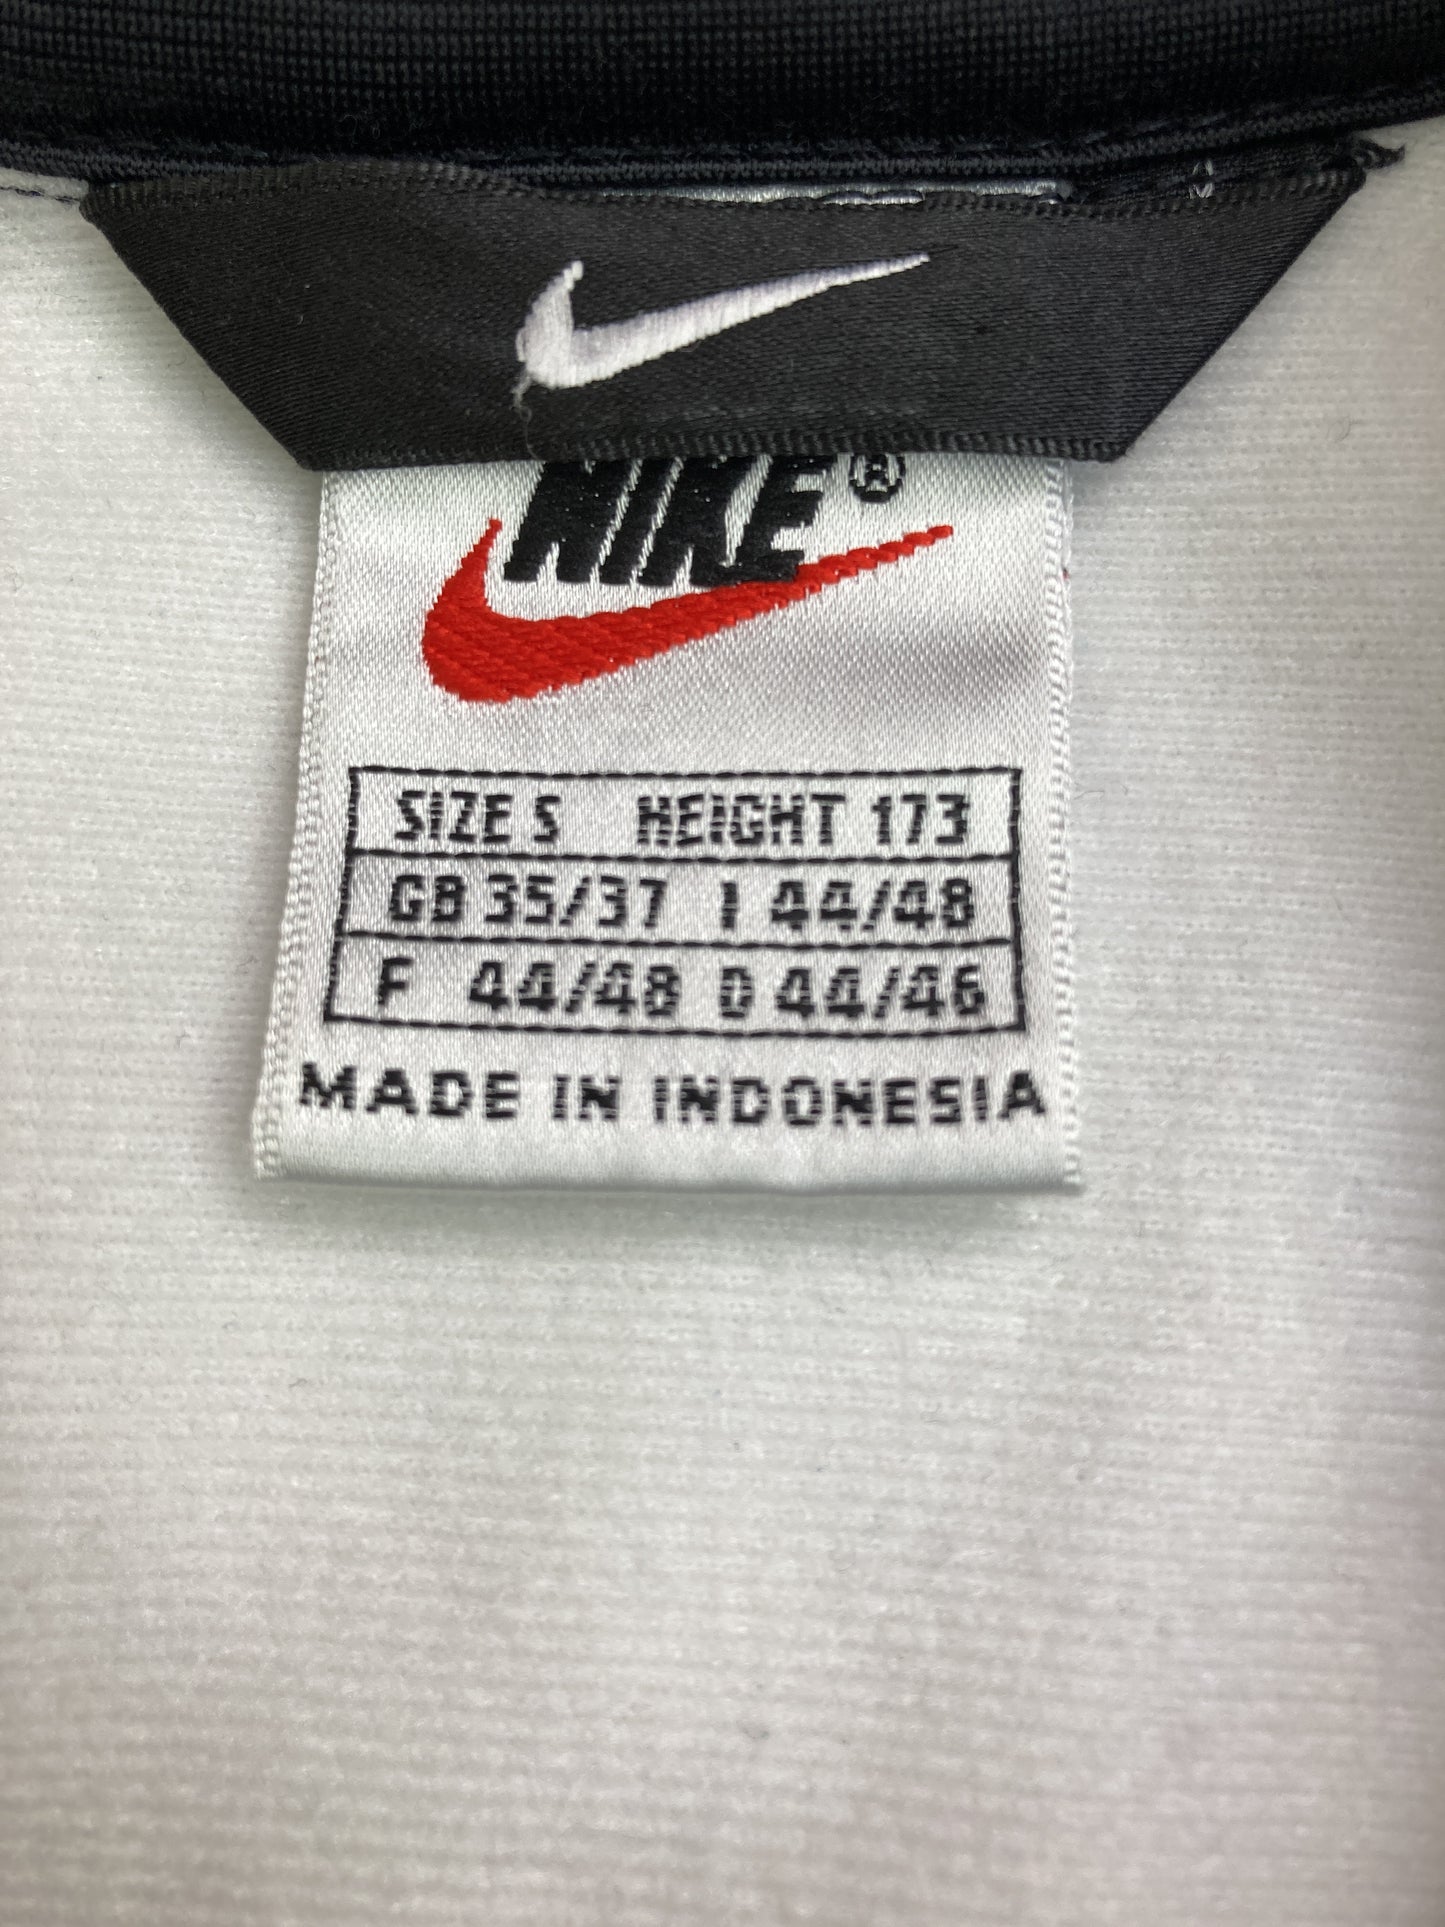 NIKE®
SIZE S HEIGHT 173
GB 35/37 I 44/48
F 44/48 D 44/46
MADE IN INDONESIA